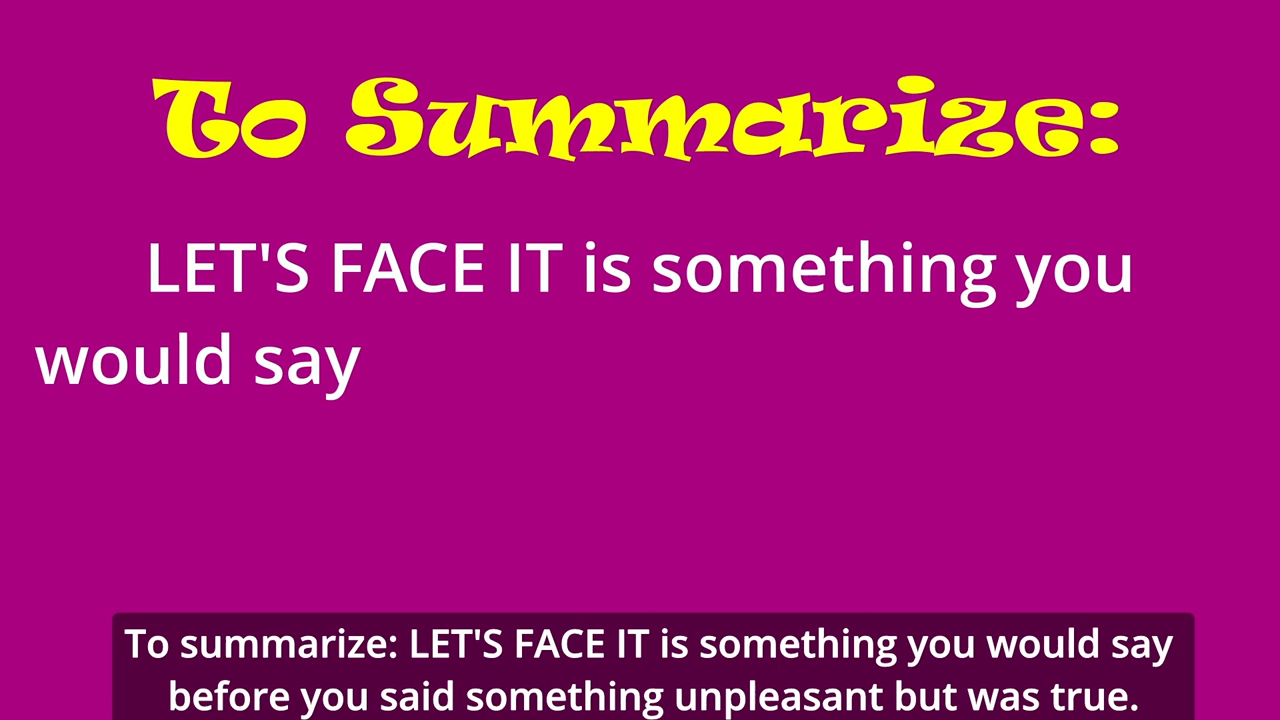 To Summarize:
LET'S FACE IT is something you
would say
To summarize: LET'S FACE IT is something you would say
before you said something unpleasant but was true.